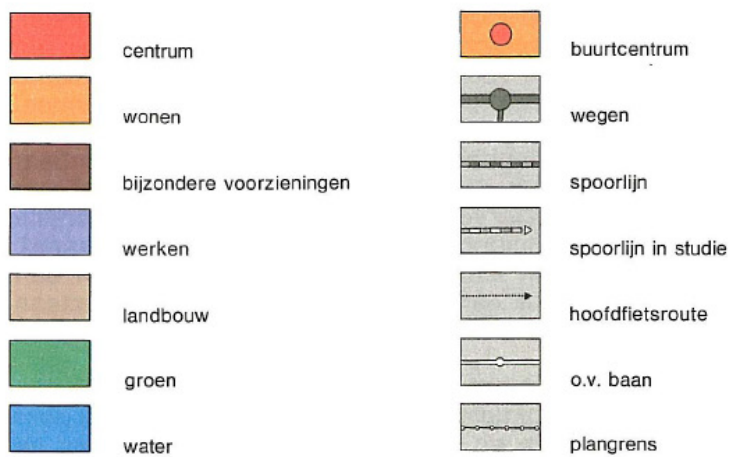 centrum
wonen
bijzondere voorzieningen
werken
landbouw
groen
water
buurtcentrum
wegen
spoorlijn
spoorlijn in studie
hoofdfietsroute
o.v. baan
plangrens